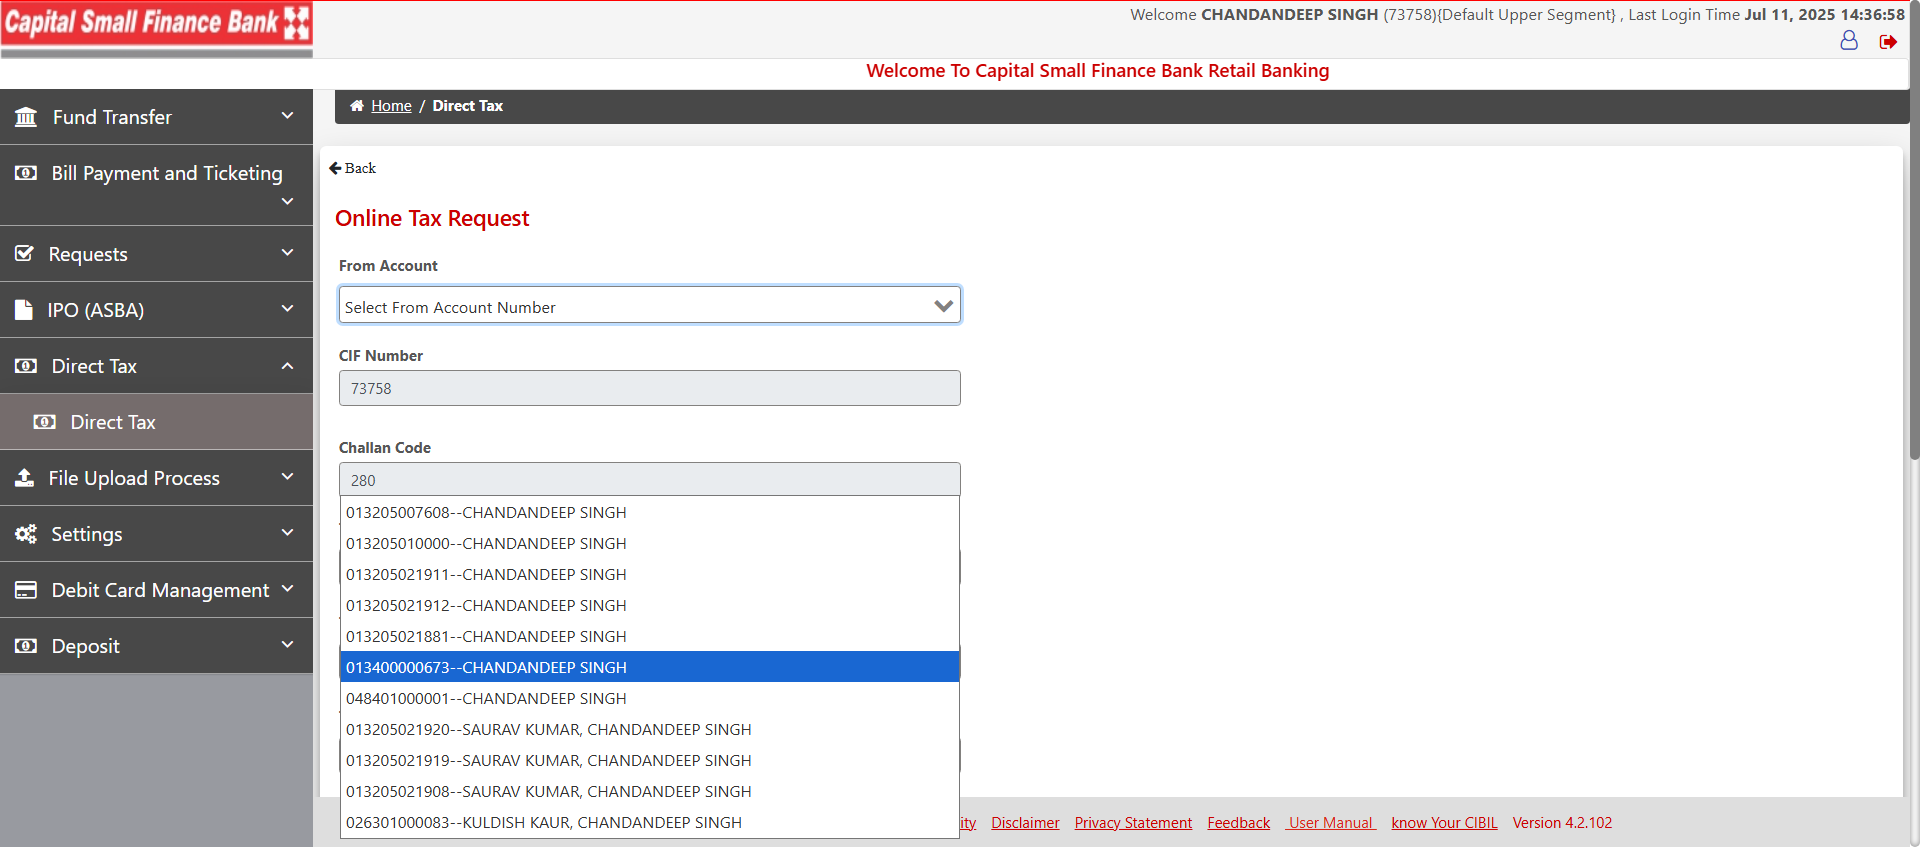 Capital Small Finance Bank
Welcome CHANDANDEEP SINGH (73758){Default Upper Segment} , Last Login Time Jul 11, 2025 14:36:58
Welcome To Capital Small Finance Bank Retail Banking
Fund Transfer
Bill Payment and Ticketing
Requests
IPO (ASBA)
Direct Tax
Direct Tax
File Upload Process
Settings
Debit Card Management
Deposit
Home / Direct Tax
Back
Online Tax Request
From Account
Select From Account Number
CIF Number
73758
Challan Code
280
013205007608--CHANDANDEEP SINGH
013205010000--CHANDANDEEP SINGH
013205021911--CHANDANDEEP SINGH
013205021912--CHANDANDEEP SINGH
013205021881--CHANDANDEEP SINGH
013400000673--CHANDANDEEP SINGH
048401000001--CHANDANDEEP SINGH
013205021920--SAURAV KUMAR, CHANDANDEEP SINGH
013205021919--SAURAV KUMAR, CHANDANDEEP SINGH
013205021908--SAURAV KUMAR, CHANDANDEEP SINGH
026301000083--KULDISH KAUR, CHANDANDEEP SINGH
Disclaimer Privacy Statement Feedback User Manual know Your CIBIL Version 4.2.102